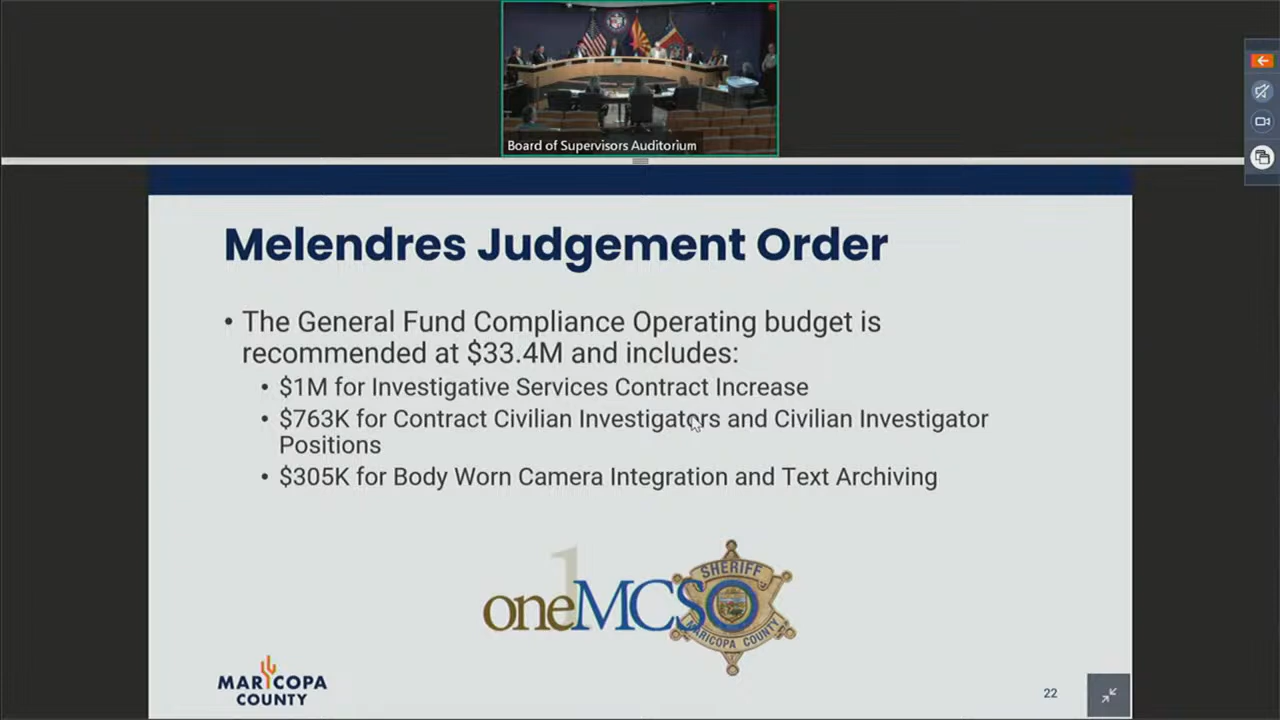 Board of Supervisors Auditorium
Melendres Judgement Order
• The General Fund Compliance Operating budget is
recommended at $33.4M and includes:
• $1M for Investigative Services Contract Increase
• $763K for Contract Civilian Investigators and Civilian Investigator
Positions
• $305K for Body Worn Camera Integration and Text Archiving
1
oneMCSO
SHERIFF
MARICOPA COUNTY
MARICOPA
COUNTY
22